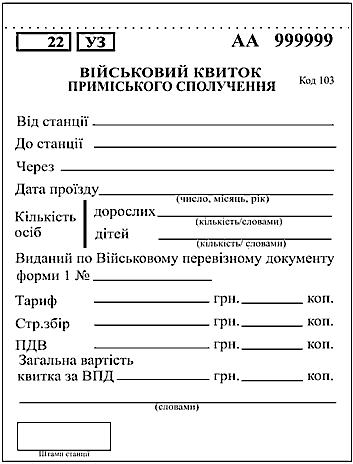 22 УЗ АА 999999
ВІЙСЬКОВИЙ КВИТОК
ПРИМІСЬКОГО СПОЛУЧЕННЯ Код 103
Від станції
До станції
Через
Дата проїзду
(число, місяць, рік)
Кількість осіб
дорослих
(кількість/словами)
дітей
(кількість/ словами)
Виданий по Військовому перевізному документу
форми 1 №
Тариф грн. коп.
Стр.збір грн. коп.
ПДВ грн. коп.
Загальна вартість
квитка за ВПД грн. коп.
(словами)
Штамп станції